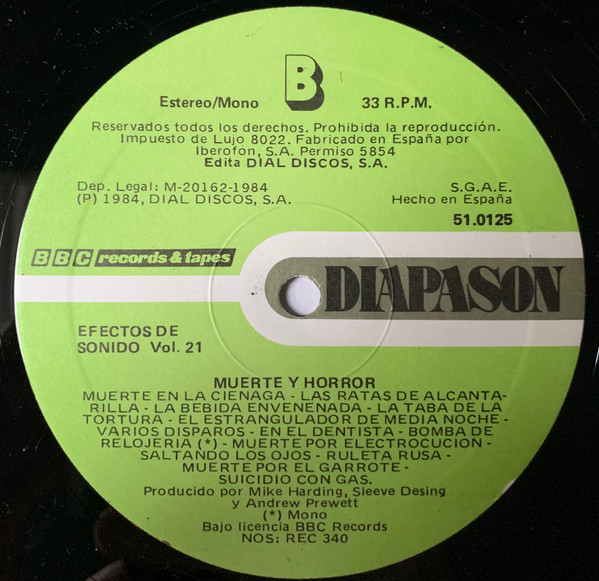 B
Estereo/Mono 33 R.P.M.
Reservados todos los derechos. Prohibida la reproducción.
Impuesto de Lujo 8022. Fabricado en España por
Iberofón, S.A. Permiso 5854
Edita DIAL DISCOS, S.A.
Dep. Legal: M-20162-1984 S.G.A.E.
(P) 1984, DIAL DISCOS, S.A. Hecho en España
51.0125
BBC records & tapes
DIAPASON
EFECTOS DE
SONIDO Vol. 21
MUERTE Y HORROR
MUERTE EN LA CIENAGA - LAS RATAS DE ALCANTA-
RILLA - LA BEBIDA ENVENENADA - LA TABA DE LA
TORTURA - EL ESTRANGULADOR DE MEDIA NOCHE -
VARIOS DISPAROS - EN EL DENTISTA - BOMBA DE
RELOJERIA (*) - MUERTE POR ELECTROCUCION -
SALTANDO LOS OJOS - RULETA RUSA -
MUERTE POR EL GARROTE -
SUICIDIO CON GAS.
Producido por Mike Harding, Sleeve Desing
y Andrew Prewett
(*) Mono
Bajo licencia BBC Records
NOS: REC 340